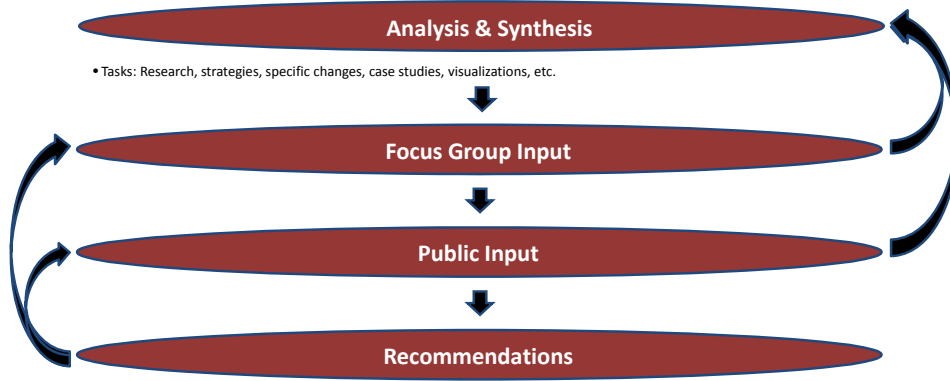 Analysis & Synthesis
• Tasks: Research, strategies, specific changes, case studies, visualizations, etc.
Focus Group Input
Public Input
Recommendations